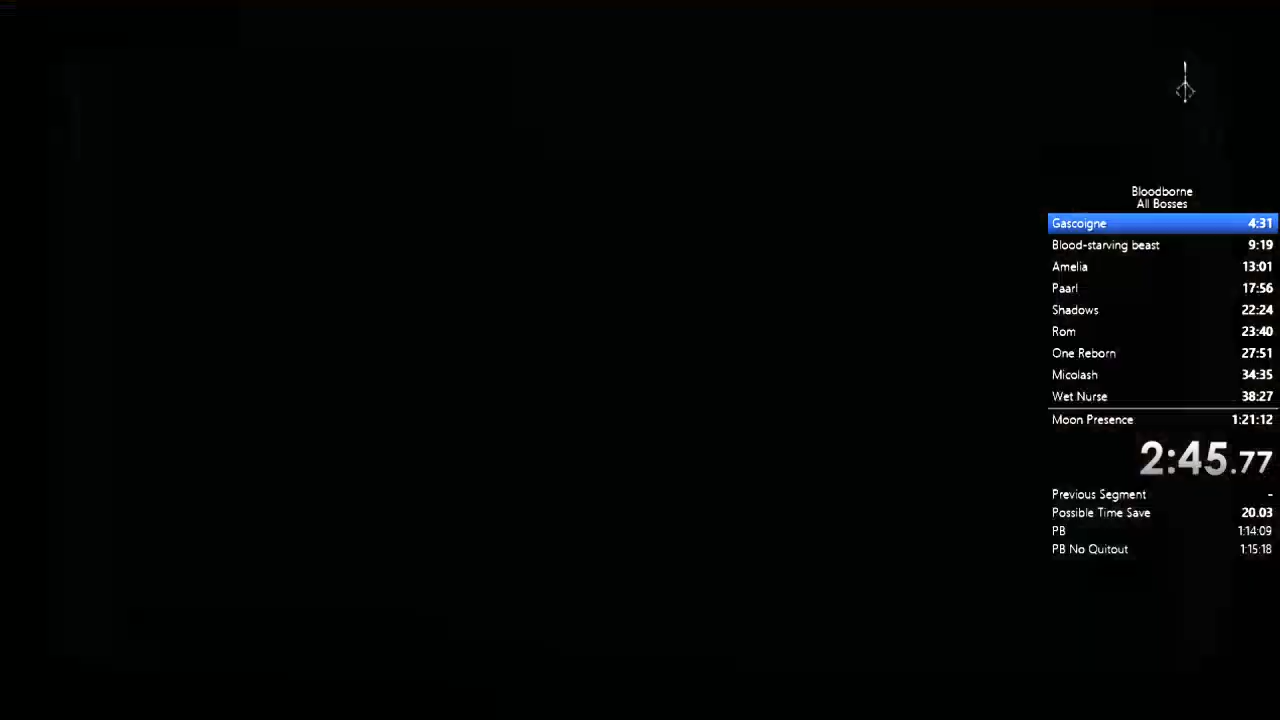 Bloodborne
All Bosses
Gascoigne 4:31
Blood-starving beast 9:19
Amelia 13:01
Paarl 17:56
Shadows 22:24
Rom 23:40
One Reborn 27:51
Micolash 34:35
Wet Nurse 38:27
Moon Presence 1:21:12
2:45.77
Previous Segment -
Possible Time Save 20.03
PB 1:14:09
PB No Quitout 1:15:18